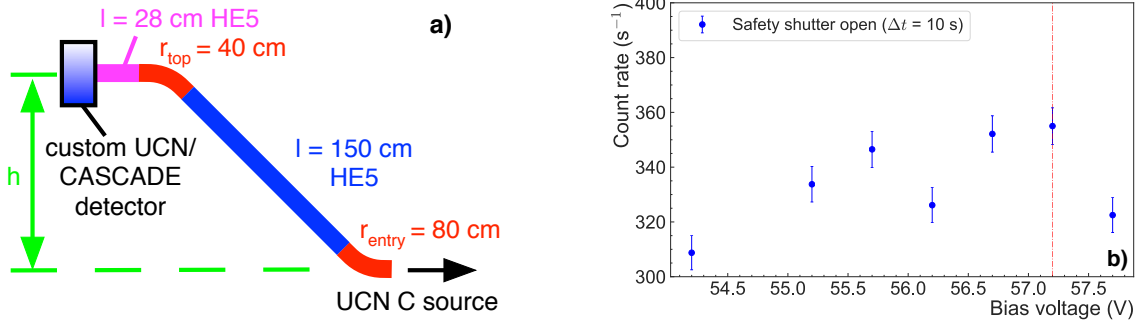 l = 28 cm HE5
a)
r_top = 40 cm
custom UCN/
CASCADE
detector
h
l = 150 cm
HE5
r_entry = 80 cm
UCN C source
Safety shutter open (Δt = 10 s)
Count rate (s⁻¹)
400
380
360
340
320
300
54.5 55.0 55.5 56.0 56.5 57.0 57.5
Bias voltage (V)
b)